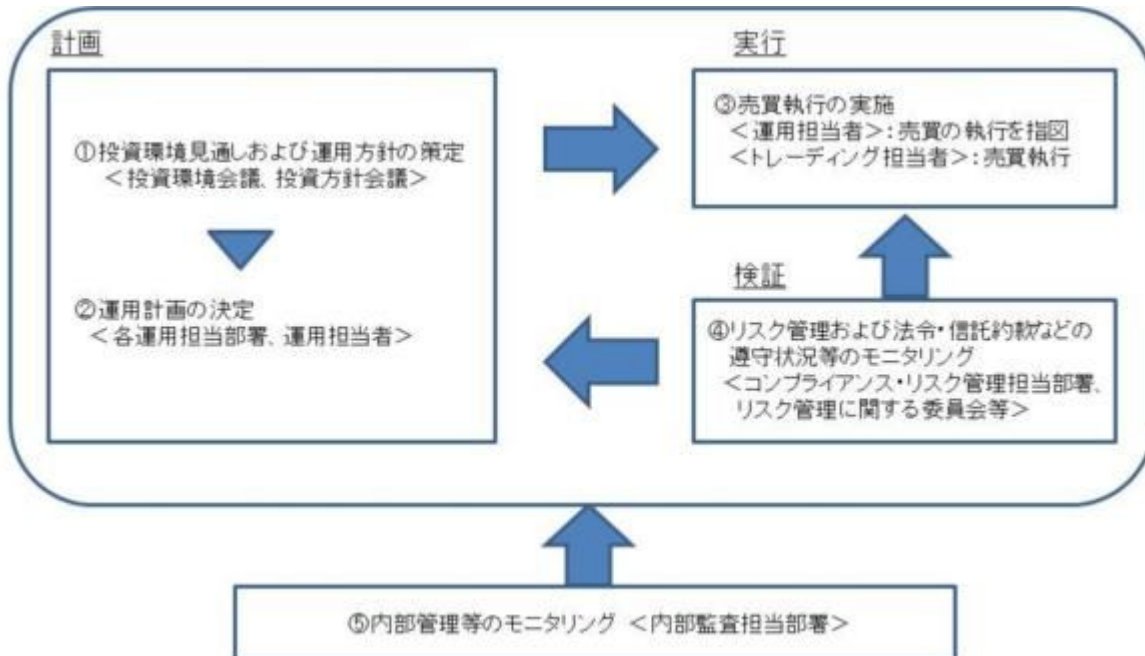 計画
①投資環境見通しおよび運用方針の策定
＜投資環境会議、投資方針会議＞
②運用計画の決定
＜各運用担当部署、運用担当者＞
実行
③売買執行の実施
＜運用担当者＞：売買の執行を指図
＜トレーディング担当者＞：売買執行
検証
④リスク管理および法令・信託約款などの
遵守状況等のモニタリング
＜コンプライアンス・リスク管理担当部署、
リスク管理に関する委員会等＞
⑤内部管理等のモニタリング ＜内部監査担当部署＞